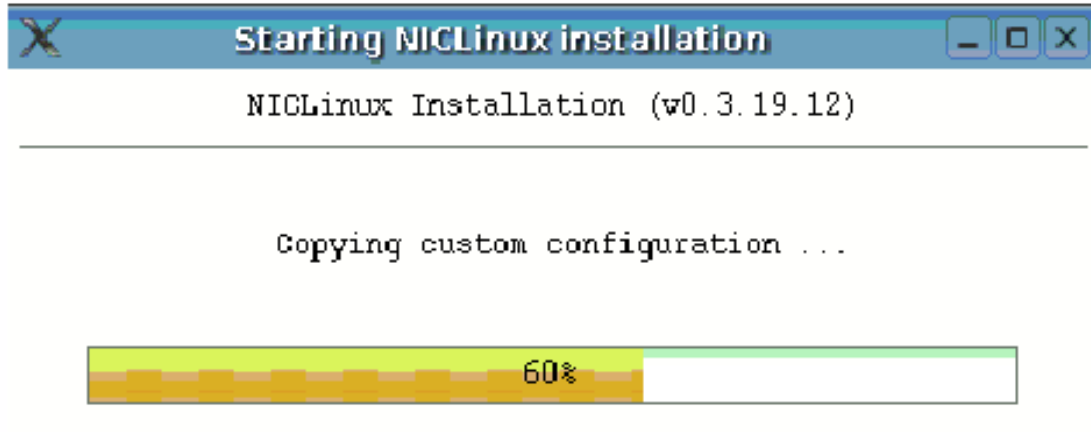 Starting NICLinux installation
NICLinux Installation (v0.3.19.12)
Copying custom configuration ...
60%